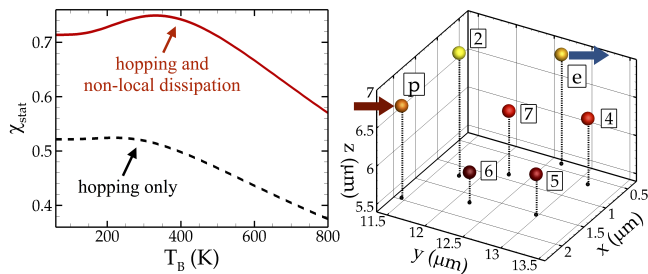 0.7
0.6
0.5
0.4
χstat
hopping and
non-local dissipation
hopping only
200
400
600
800
T_B (K)
7
6.5
6
5.5
z (μm)
11.5
12
12.5
13
13.5
y (μm)
2
1.5
1
0.5
x (μm)
p
2
e
7
4
6
5